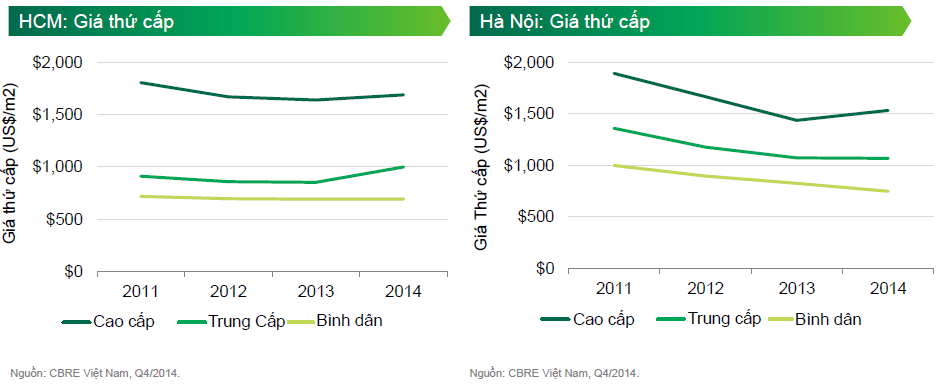 HCM: Giá thứ cấp
Giá thứ cấp (US$/m2)
$2,000
$1,500
$1,000
$500
$0
2011 2012 2013 2014
Cao cấp Trung Cấp Bình dân
Nguồn: CBRE Việt Nam, Q4/2014.
Hà Nội: Giá thứ cấp
Giá Thứ cấp (US$/m2)
$2,000
$1,500
$1,000
$500
$0
2011 2012 2013 2014
Cao cấp Trung cấp Bình dân
Nguồn: CBRE Việt Nam, Q4/2014.